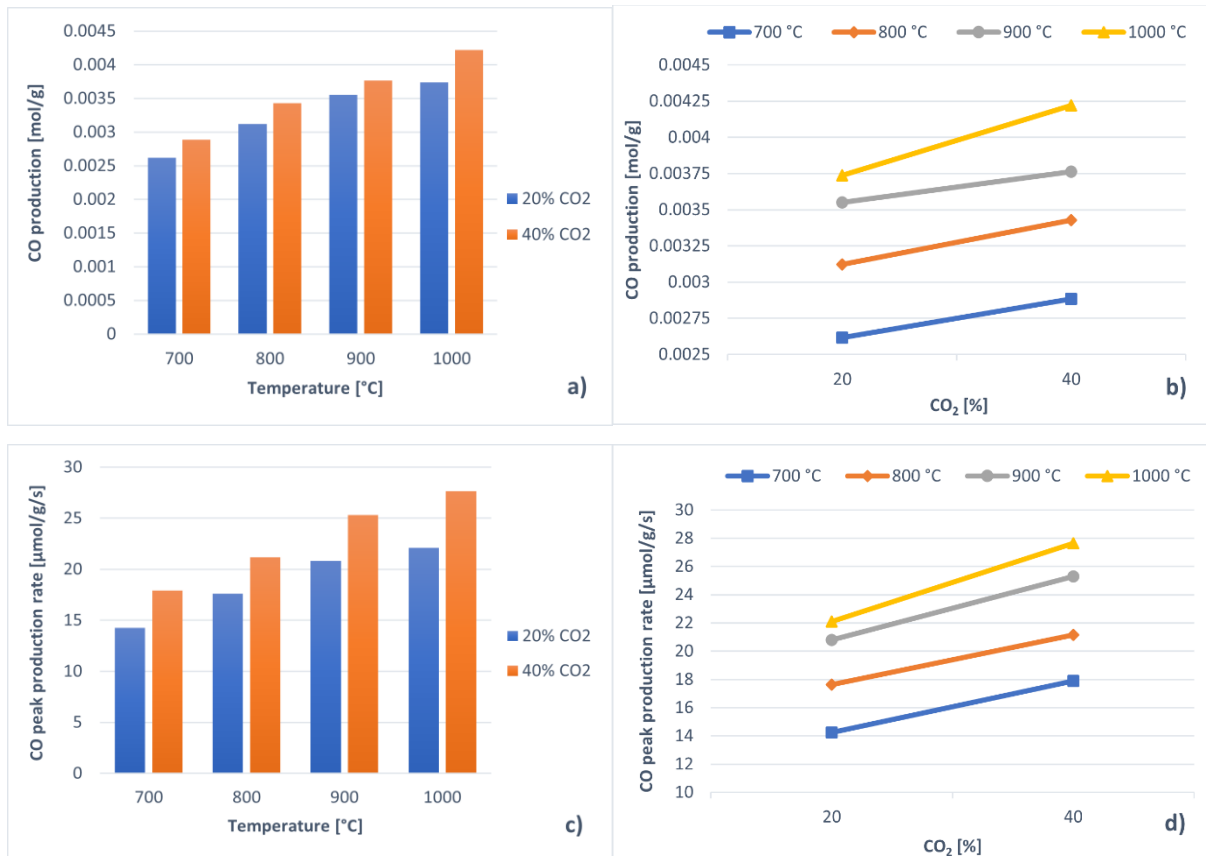 0.0045
0.004
0.0035
0.003
0.0025
0.002
0.0015
0.001
0.0005
0
CO production [mol/g]
700 800 900 1000
Temperature [°C]
20% CO2
40% CO2
a)
700 °C 800 °C 900 °C 1000 °C
0.0045
0.00425
0.004
0.00375
0.0035
0.00325
0.003
0.00275
0.0025
CO production [mol/g]
20 40
CO₂ [%]
b)
30
25
20
15
10
5
0
CO peak production rate [µmol/g/s]
700 800 900 1000
Temperature [°C]
20% CO2
40% CO2
c)
700 °C 800 °C 900 °C 1000 °C
30
28
26
24
22
20
18
16
14
12
10
CO peak production rate [µmol/g/s]
20 40
CO₂ [%]
d)